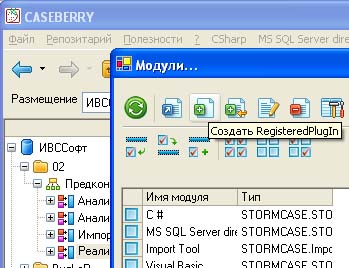 CASEBERRY
Файл Репозитарий Полезности ? CSharp MS SQL Server direc
Модули...
Размещение ИВСС
Создать RegisteredPlugIn
ИВССофт
02
Предкон
Анали
Анали
Импор
Реали
Имя модуля Тип
C # STORMCASE.STO
MS SQL Server dire STORMCASE.STO
Import Tool STORMCASE.Impo
Visual Basic STORMCASE.STO